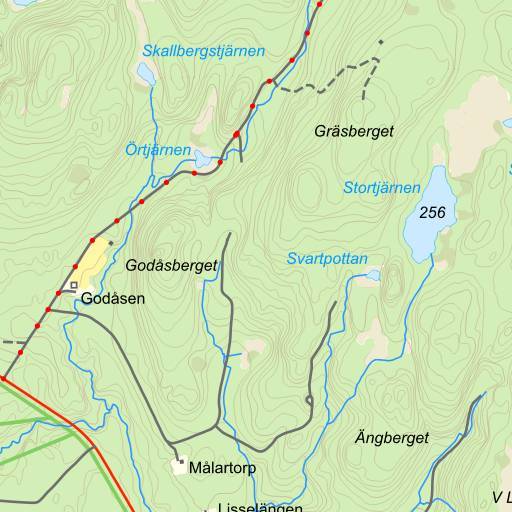 Skallbergstjärnen
Gräsberget
Örtjärnen
Stortjärnen
256
Godåsberget
Svartpottan
Godåsen
Ängberget
Målartorp
V L
Lisselängen